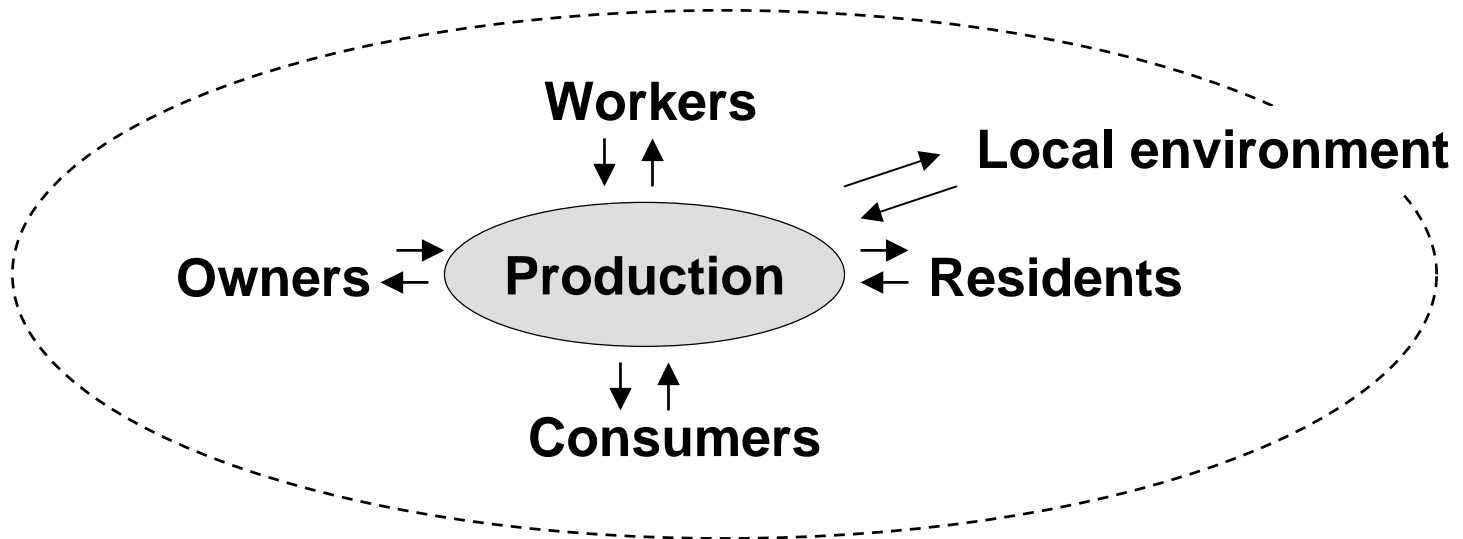 Workers
Local environment
Owners
Production
Residents
Consumers